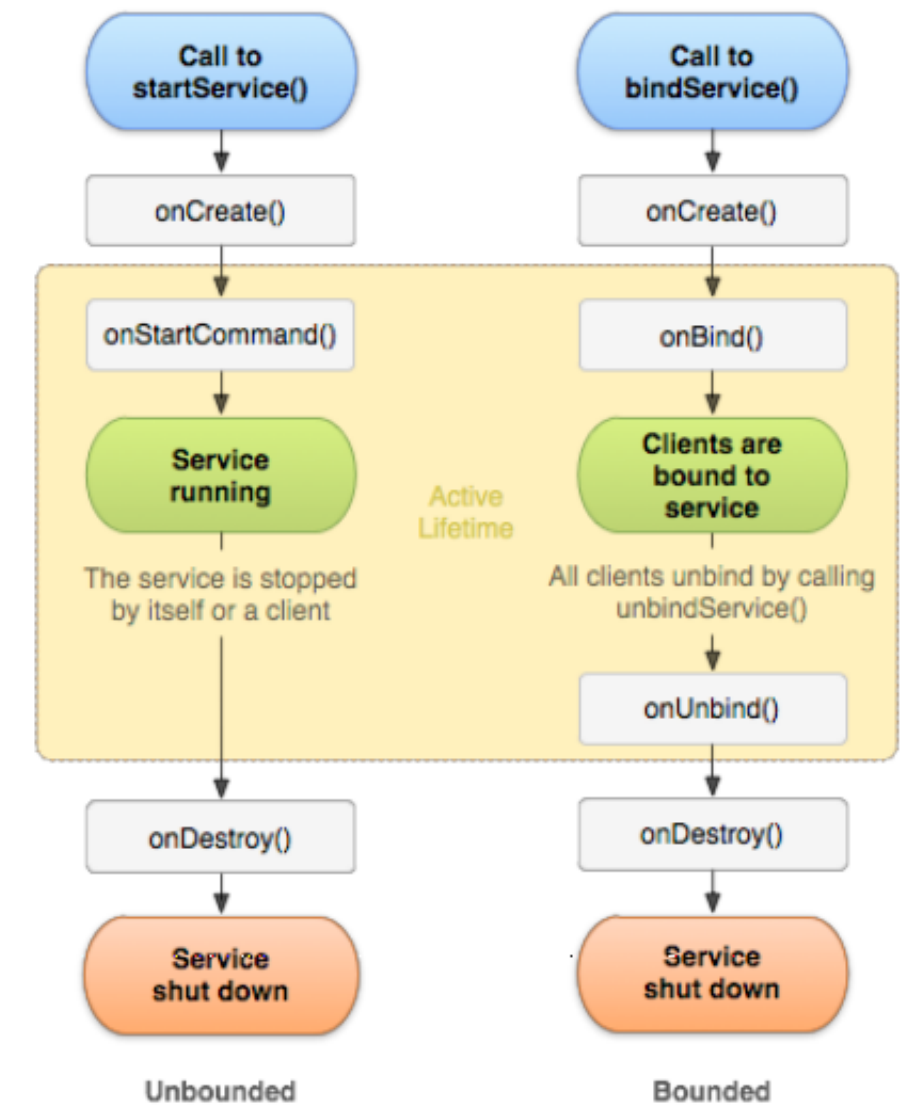 Call to
startService()
onCreate()
onStartCommand()
Service
running
The service is stopped
by itself or a client
onDestroy()
Service
shut down
Unbounded
Active
Lifetime
Call to
bindService()
onCreate()
onBind()
Clients are
bound to
service
All clients unbind by calling
unbindService()
onUnbind()
onDestroy()
Service
shut down
Bounded